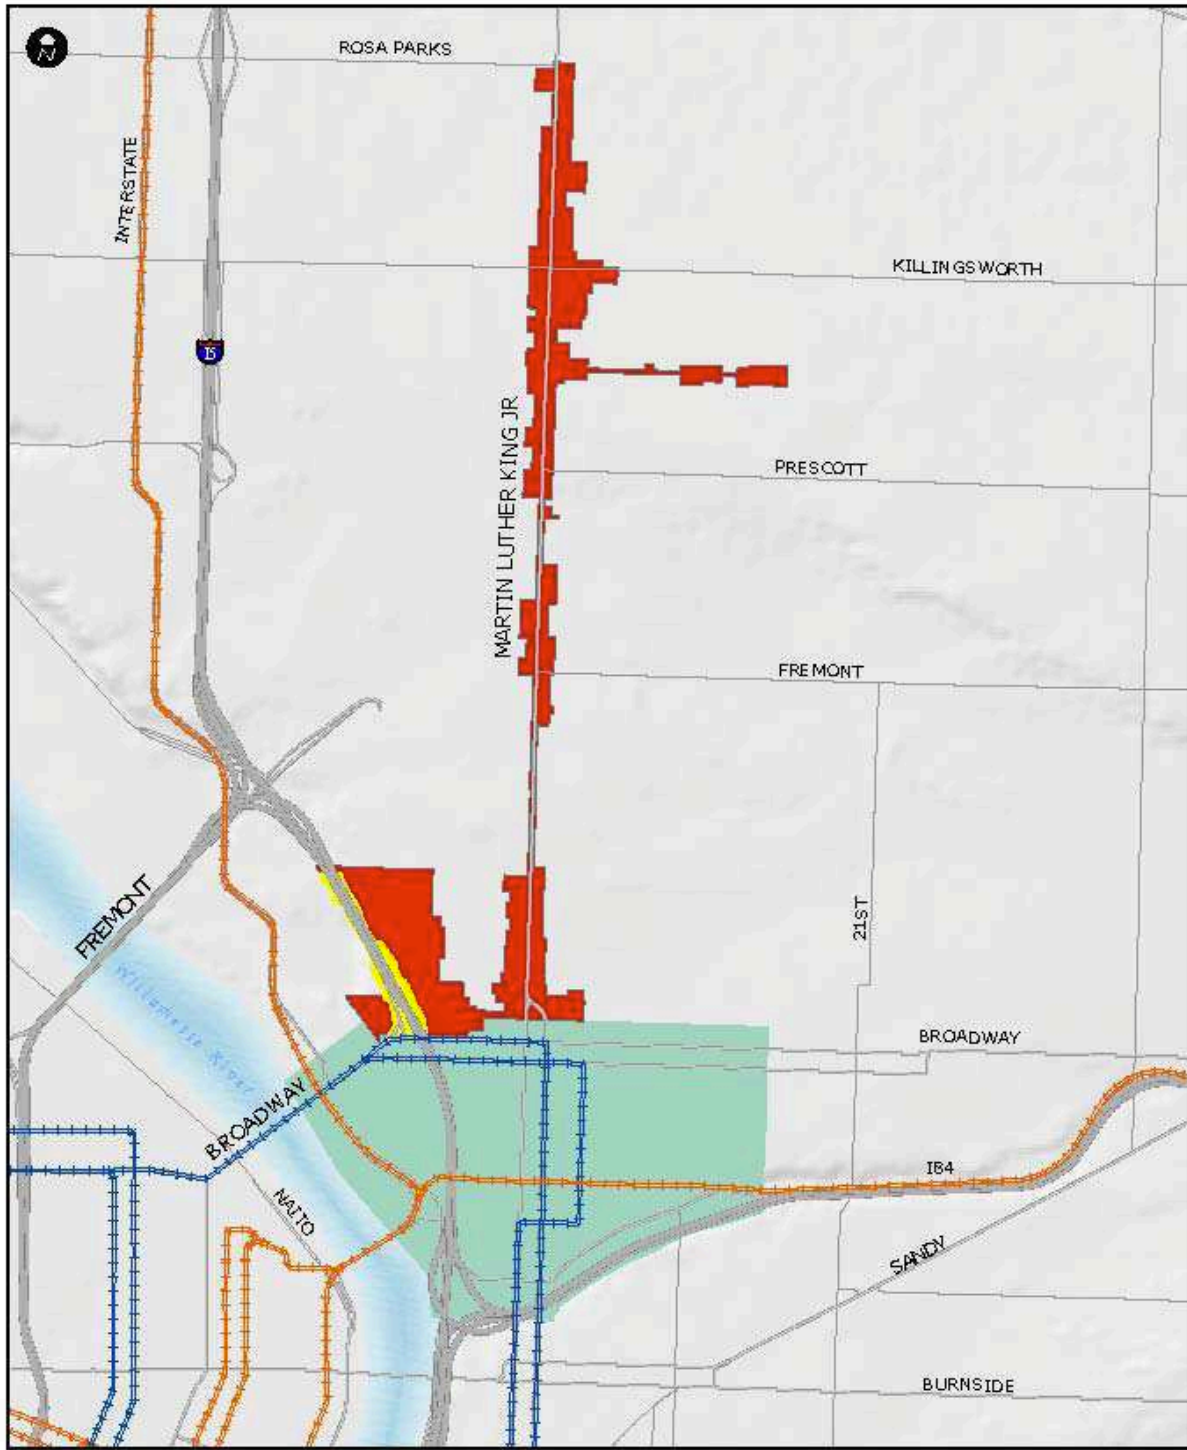 N
ROSA PARKS
INTERSTATE
KILLINGSWORTH
I5
MARTIN LUTHER KING JR
PRESCOTT
FREMONT
21ST
FREMONT
Willamette River
BROADWAY
BROADWAY
I84
NAITO
SANDY
BURNSIDE